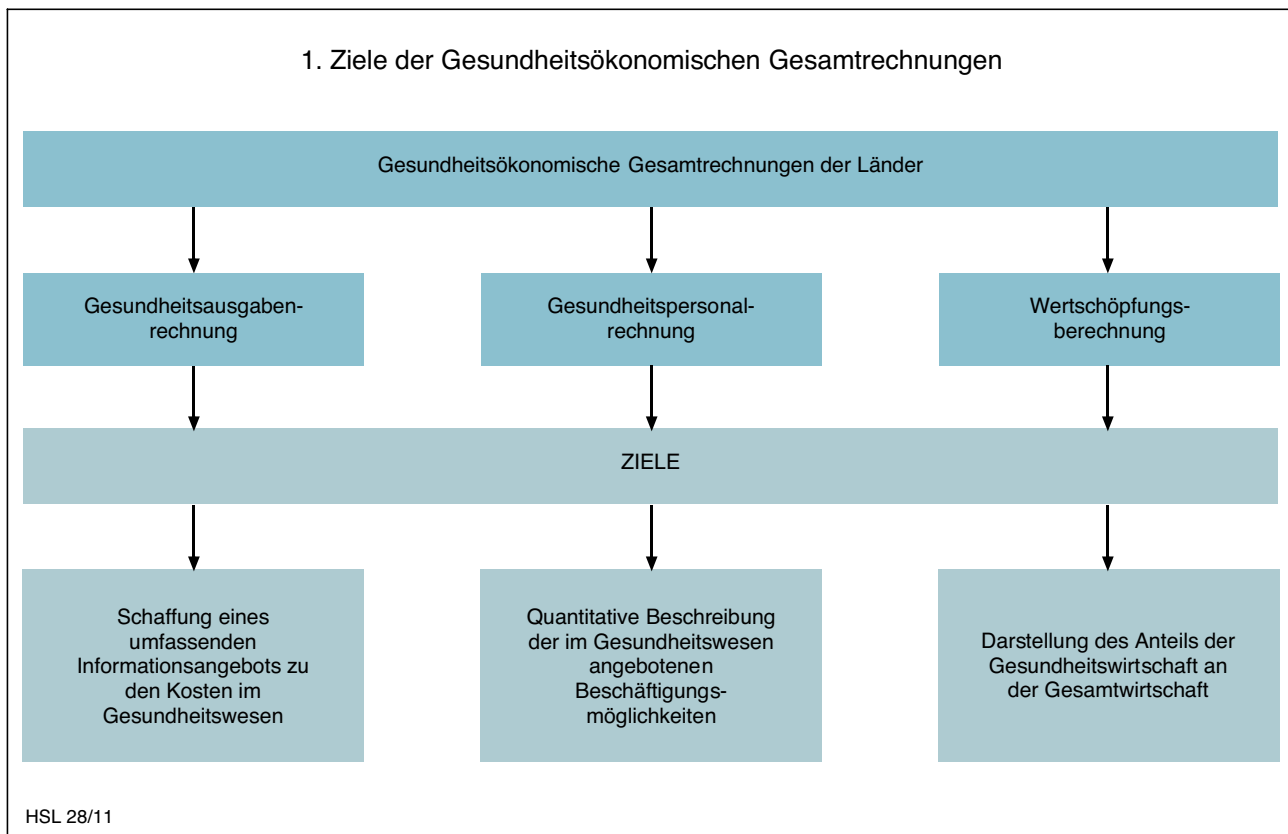 1. Ziele der Gesundheitsökonomischen Gesamtrechnungen
Gesundheitsökonomische Gesamtrechnungen der Länder
Gesundheitsausgaben-
rechnung
Gesundheitspersonal-
rechnung
Wertschöpfungs-
berechnung
ZIELE
Schaffung eines
umfassenden
Informationsangebots zu
den Kosten im
Gesundheitswesen
Quantitative Beschreibung
der im Gesundheitswesen
angebotenen
Beschäftigungs-
möglichkeiten
Darstellung des Anteils der
Gesundheitswirtschaft an
der Gesamtwirtschaft
HSL 28/11